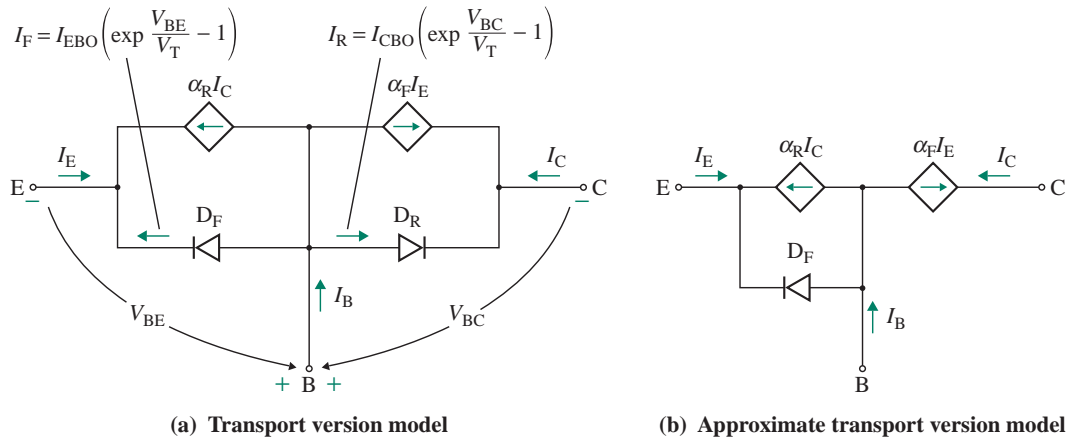 I_F = I_EBO (exp V_BE/V_T − 1)
I_R = I_CBO (exp V_BC/V_T − 1)
α_R I_C
α_F I_E
I_E
I_C
E
C
−
−
D_F
D_R
I_B
V_BE
V_BC
+ B +
(a) Transport version model
α_R I_C
α_F I_E
I_E
I_C
E
C
D_F
I_B
B
(b) Approximate transport version model